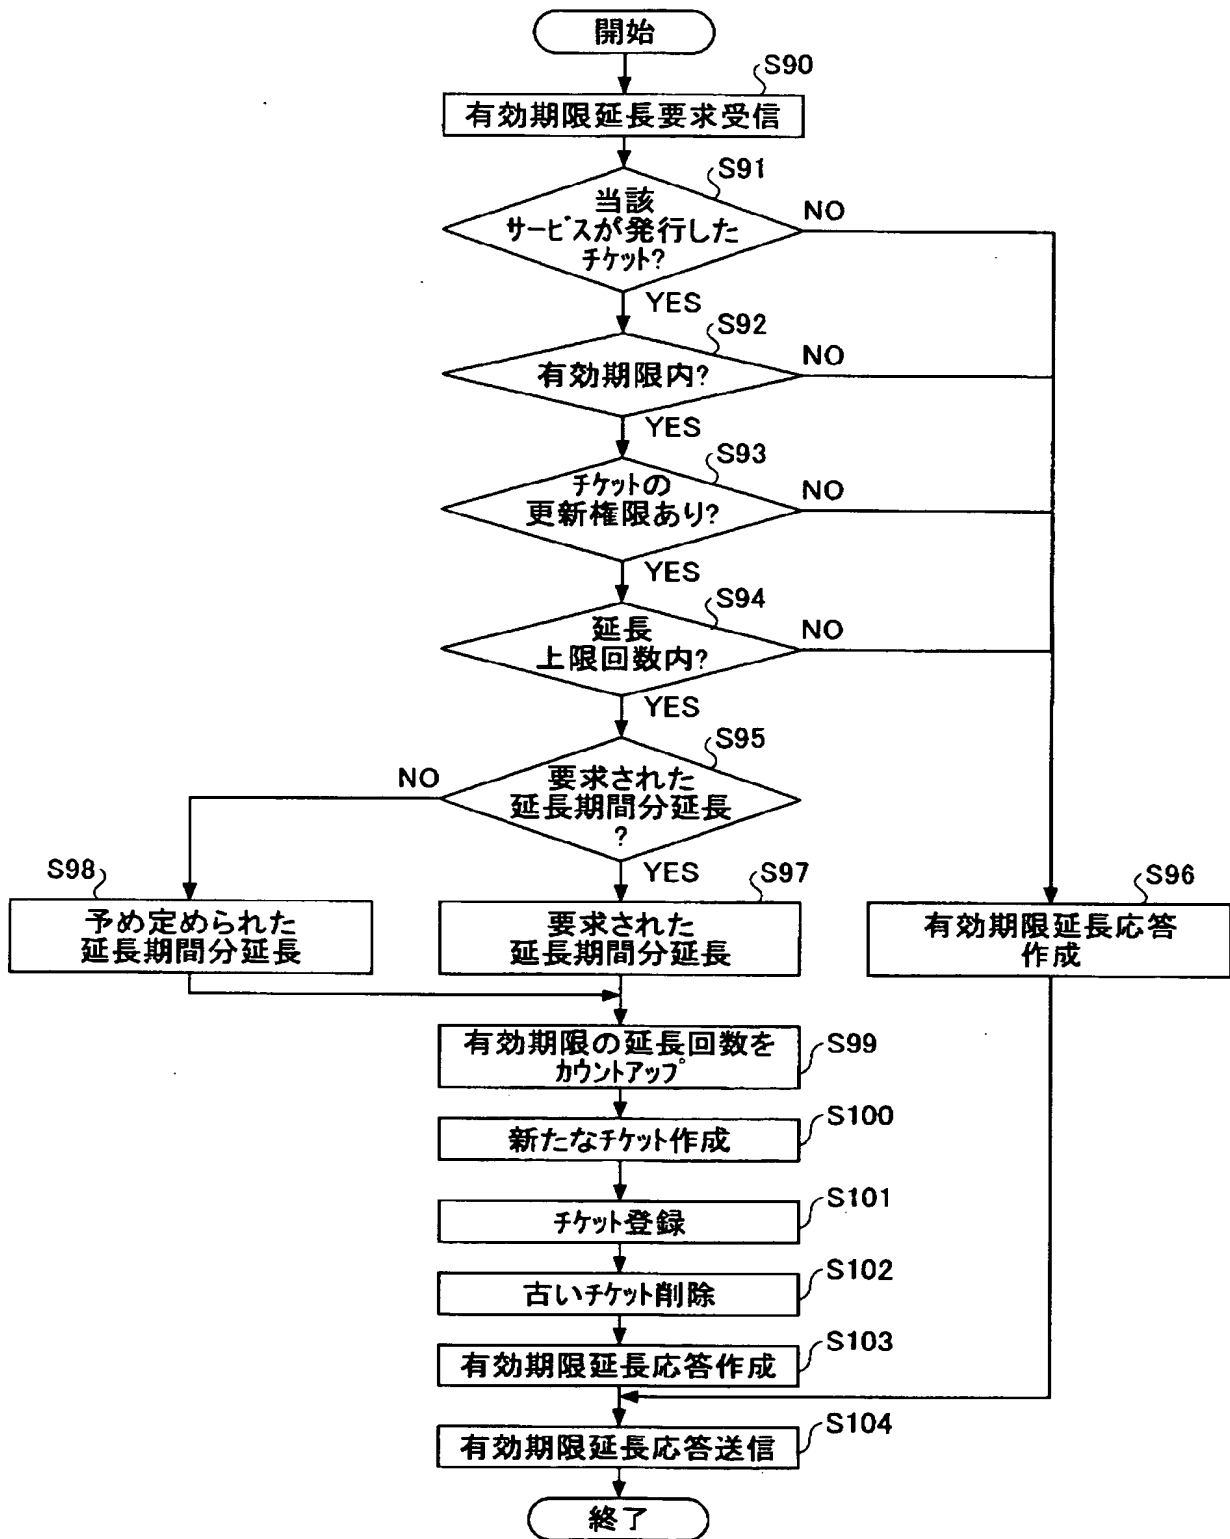 開始
S90
有効期限延長要求受信
S91
当該
サービスが発行した
チケット?
NO
YES
S92
有効期限内?
NO
YES
S93
チケットの
更新権限あり?
NO
YES
S94
延長
上限回数内?
NO
YES
S95
要求された
延長期間分延長
?
NO
YES
S98
予め定められた
延長期間分延長
S97
要求された
延長期間分延長
S96
有効期限延長応答
作成
S99
有効期限の延長回数を
カウントアップ
S100
新たなチケット作成
S101
チケット登録
S102
古いチケット削除
S103
有効期限延長応答作成
S104
有効期限延長応答送信
終了